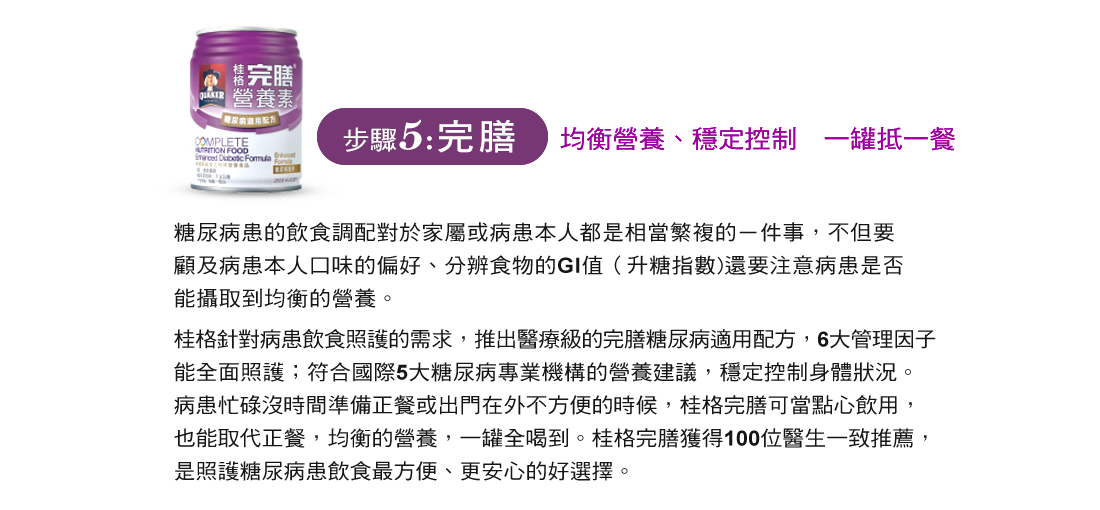 桂格完膳
營養素
QUAKER
糖尿病適用配方
COMPLETE
NUTRITION FOOD
Enhanced Diabetic Formula
Enhanced
Formula
步驟5:完膳
均衡營養、穩定控制 一罐抵一餐
糖尿病患的飲食調配對於家屬或病患本人都是相當繁複的一件事，不但要
顧及病患本人口味的偏好、分辨食物的GI值（升糖指數)還要注意病患是否
能攝取到均衡的營養。
桂格針對病患飲食照護的需求，推出醫療級的完膳糖尿病適用配方，6大管理因子
能全面照護；符合國際5大糖尿病專業機構的營養建議，穩定控制身體狀況。
病患忙碌沒時間準備正餐或出門在外不方便的時候，桂格完膳可當點心飲用，
也能取代正餐，均衡的營養，一罐全喝到。桂格完膳獲得100位醫生一致推薦，
是照護糖尿病患飲食最方便、更安心的好選擇。